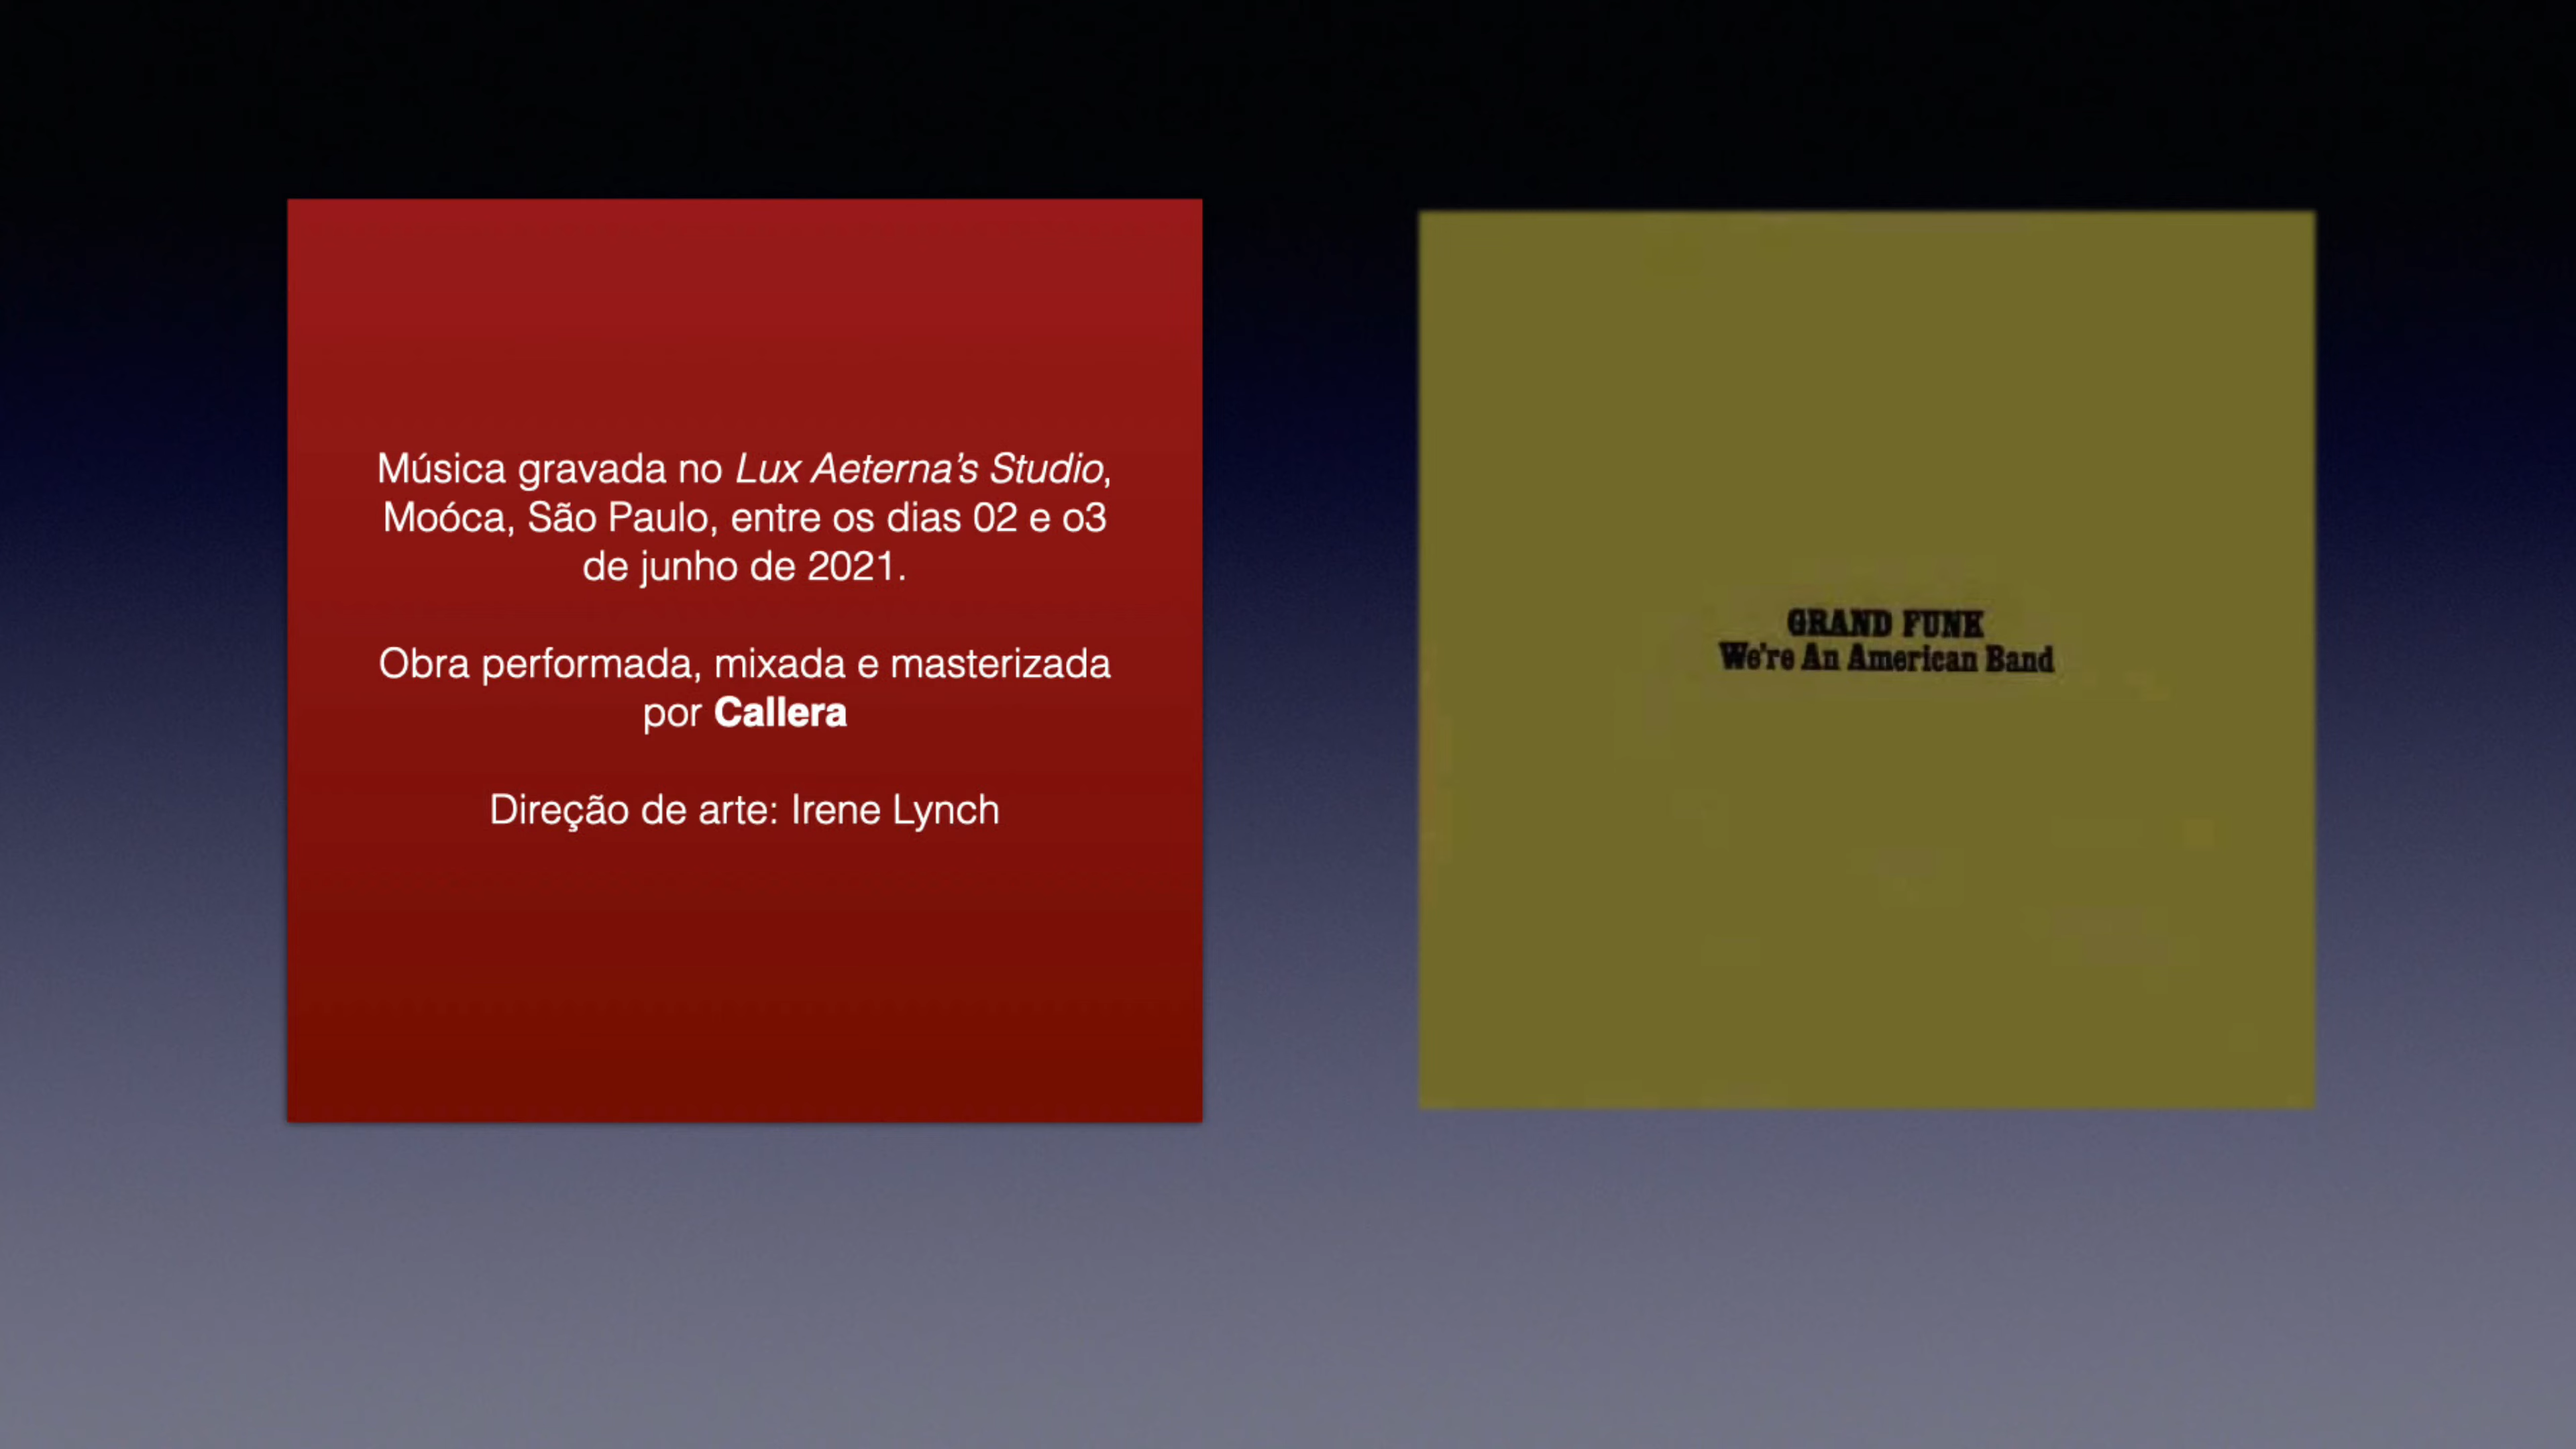 Música gravada no Lux Aeterna’s Studio,
Moóca, São Paulo, entre os dias 02 e o3
de junho de 2021.
Obra performada, mixada e masterizada
por Callera
Direção de arte: Irene Lynch
GRAND FUNK
We're An American Band